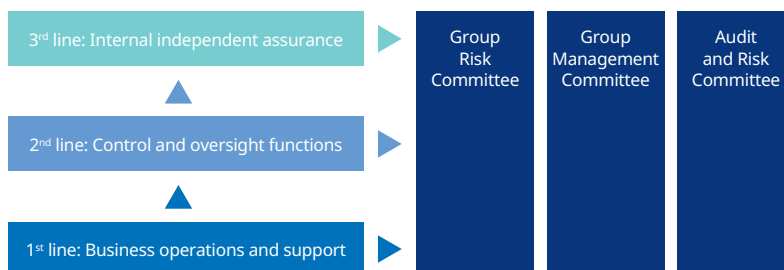 3rd line: Internal independent assurance
2nd line: Control and oversight functions
1st line: Business operations and support
Group
Risk
Committee
Group
Management
Committee
Audit
and Risk
Committee